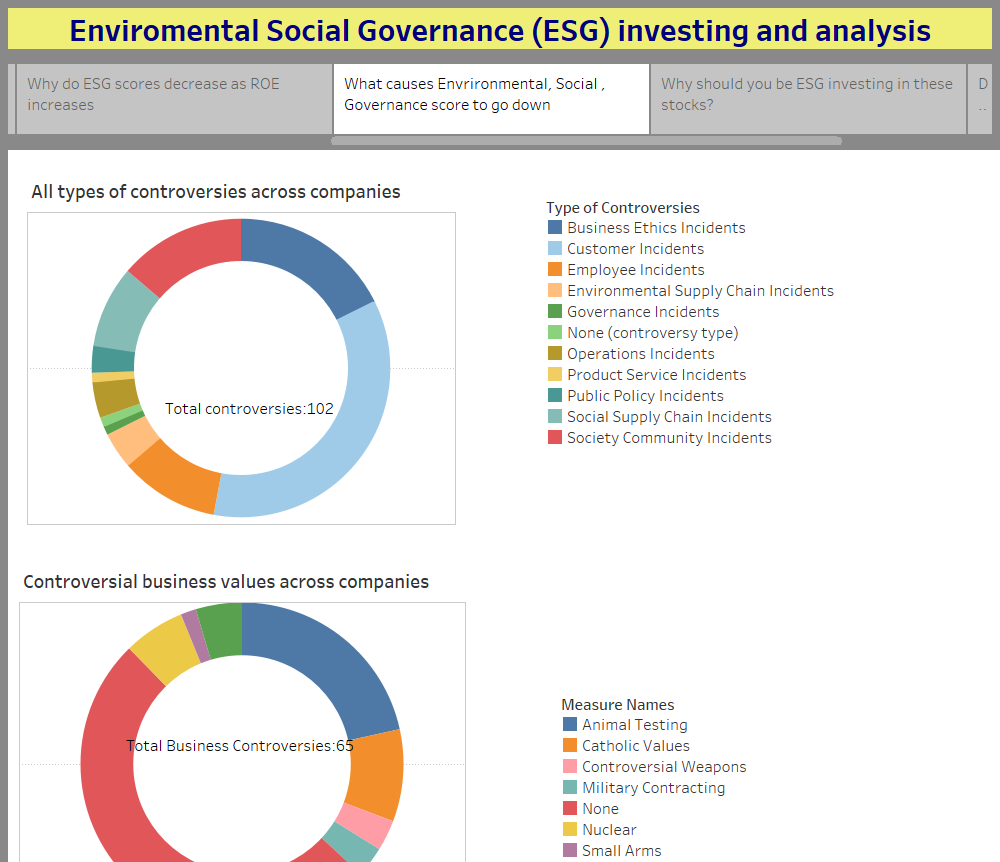 Enviromental Social Governance (ESG) investing and analysis
Why do ESG scores decrease as ROE
increases
What causes Envrironmental, Social ,
Governance score to go down
Why should you be ESG investing in these
stocks?
D
..
All types of controversies across companies
Total controversies:102
Type of Controversies
Business Ethics Incidents
Customer Incidents
Employee Incidents
Environmental Supply Chain Incidents
Governance Incidents
None (controversy type)
Operations Incidents
Product Service Incidents
Public Policy Incidents
Social Supply Chain Incidents
Society Community Incidents
Controversial business values across companies
Total Business Controversies:65
Measure Names
Animal Testing
Catholic Values
Controversial Weapons
Military Contracting
None
Nuclear
Small Arms